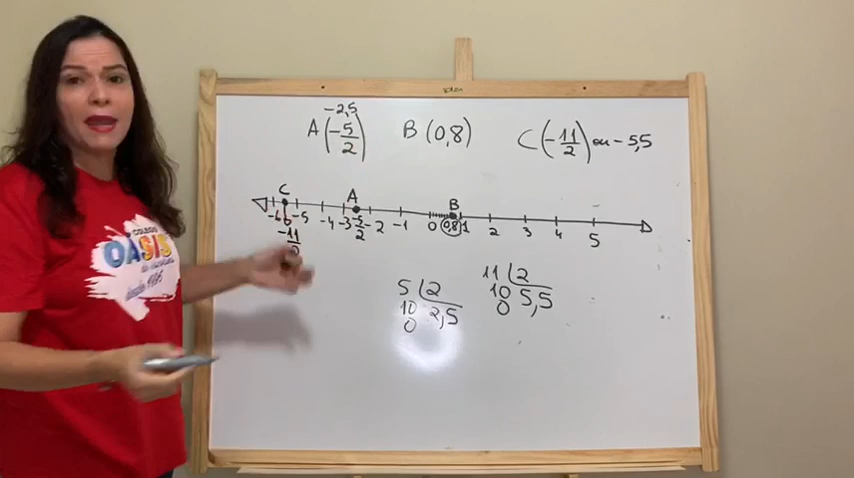 -2,5
A (-5/2) B (0,8) C (-11/2) ou -5,5
C A B
-6 -5 -4 -3 -5/2 -2 -1 0 0,8 1 2 3 4 5
-11
5 2 11 2
10 2,5 10 5,5
0 0
COLÉGIO
OASIS
desde 1996